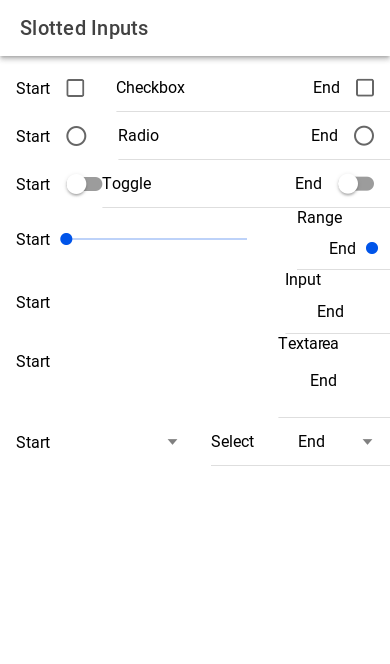 Slotted Inputs
Start Checkbox End
Start Radio End
Start Toggle End
Range
Start End
Input
Start End
Textarea
Start
End
Start Select End